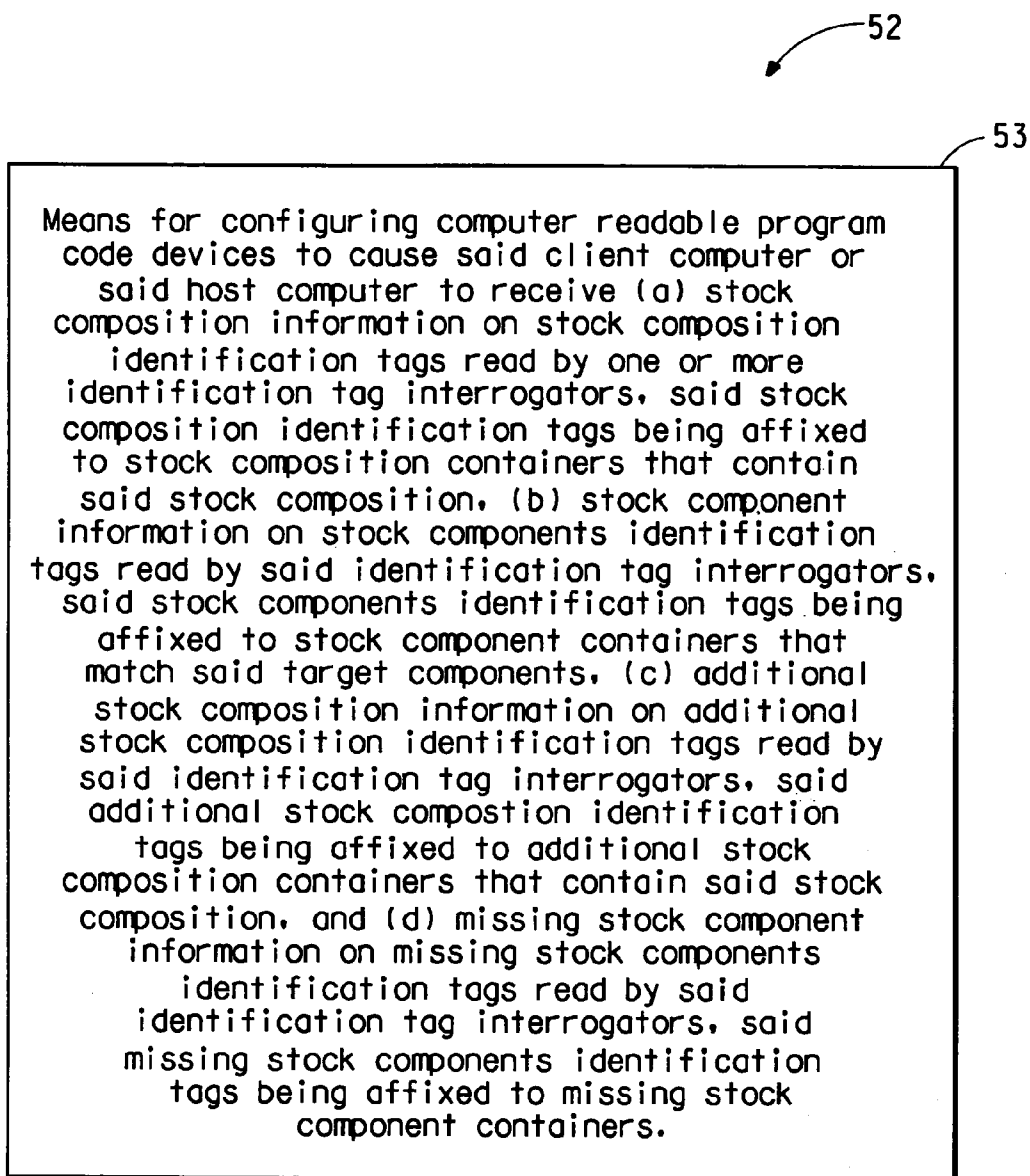 52
53
Means for configuring computer readable program
code devices to cause said client computer or
said host computer to receive (a) stock
composition information on stock composition
identification tags read by one or more
identification tag interrogators, said stock
composition identification tags being affixed
to stock composition containers that contain
said stock composition, (b) stock component
information on stock components identification
tags read by said identification tag interrogators,
said stock components identification tags being
affixed to stock component containers that
match said target components, (c) additional
stock composition information on additional
stock composition identification tags read by
said identification tag interrogators, said
additional stock compostion identification
tags being affixed to additional stock
composition containers that contain said stock
composition, and (d) missing stock component
information on missing stock components
identification tags read by said
identification tag interrogators, said
missing stock components identification
tags being affixed to missing stock
component containers.